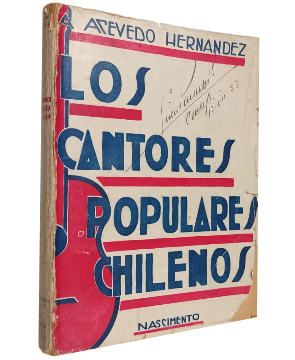 ACEVEDO HERNANDEZ
LOS
CANTORES
POPULARES
CHILENOS
NASCIMENTO